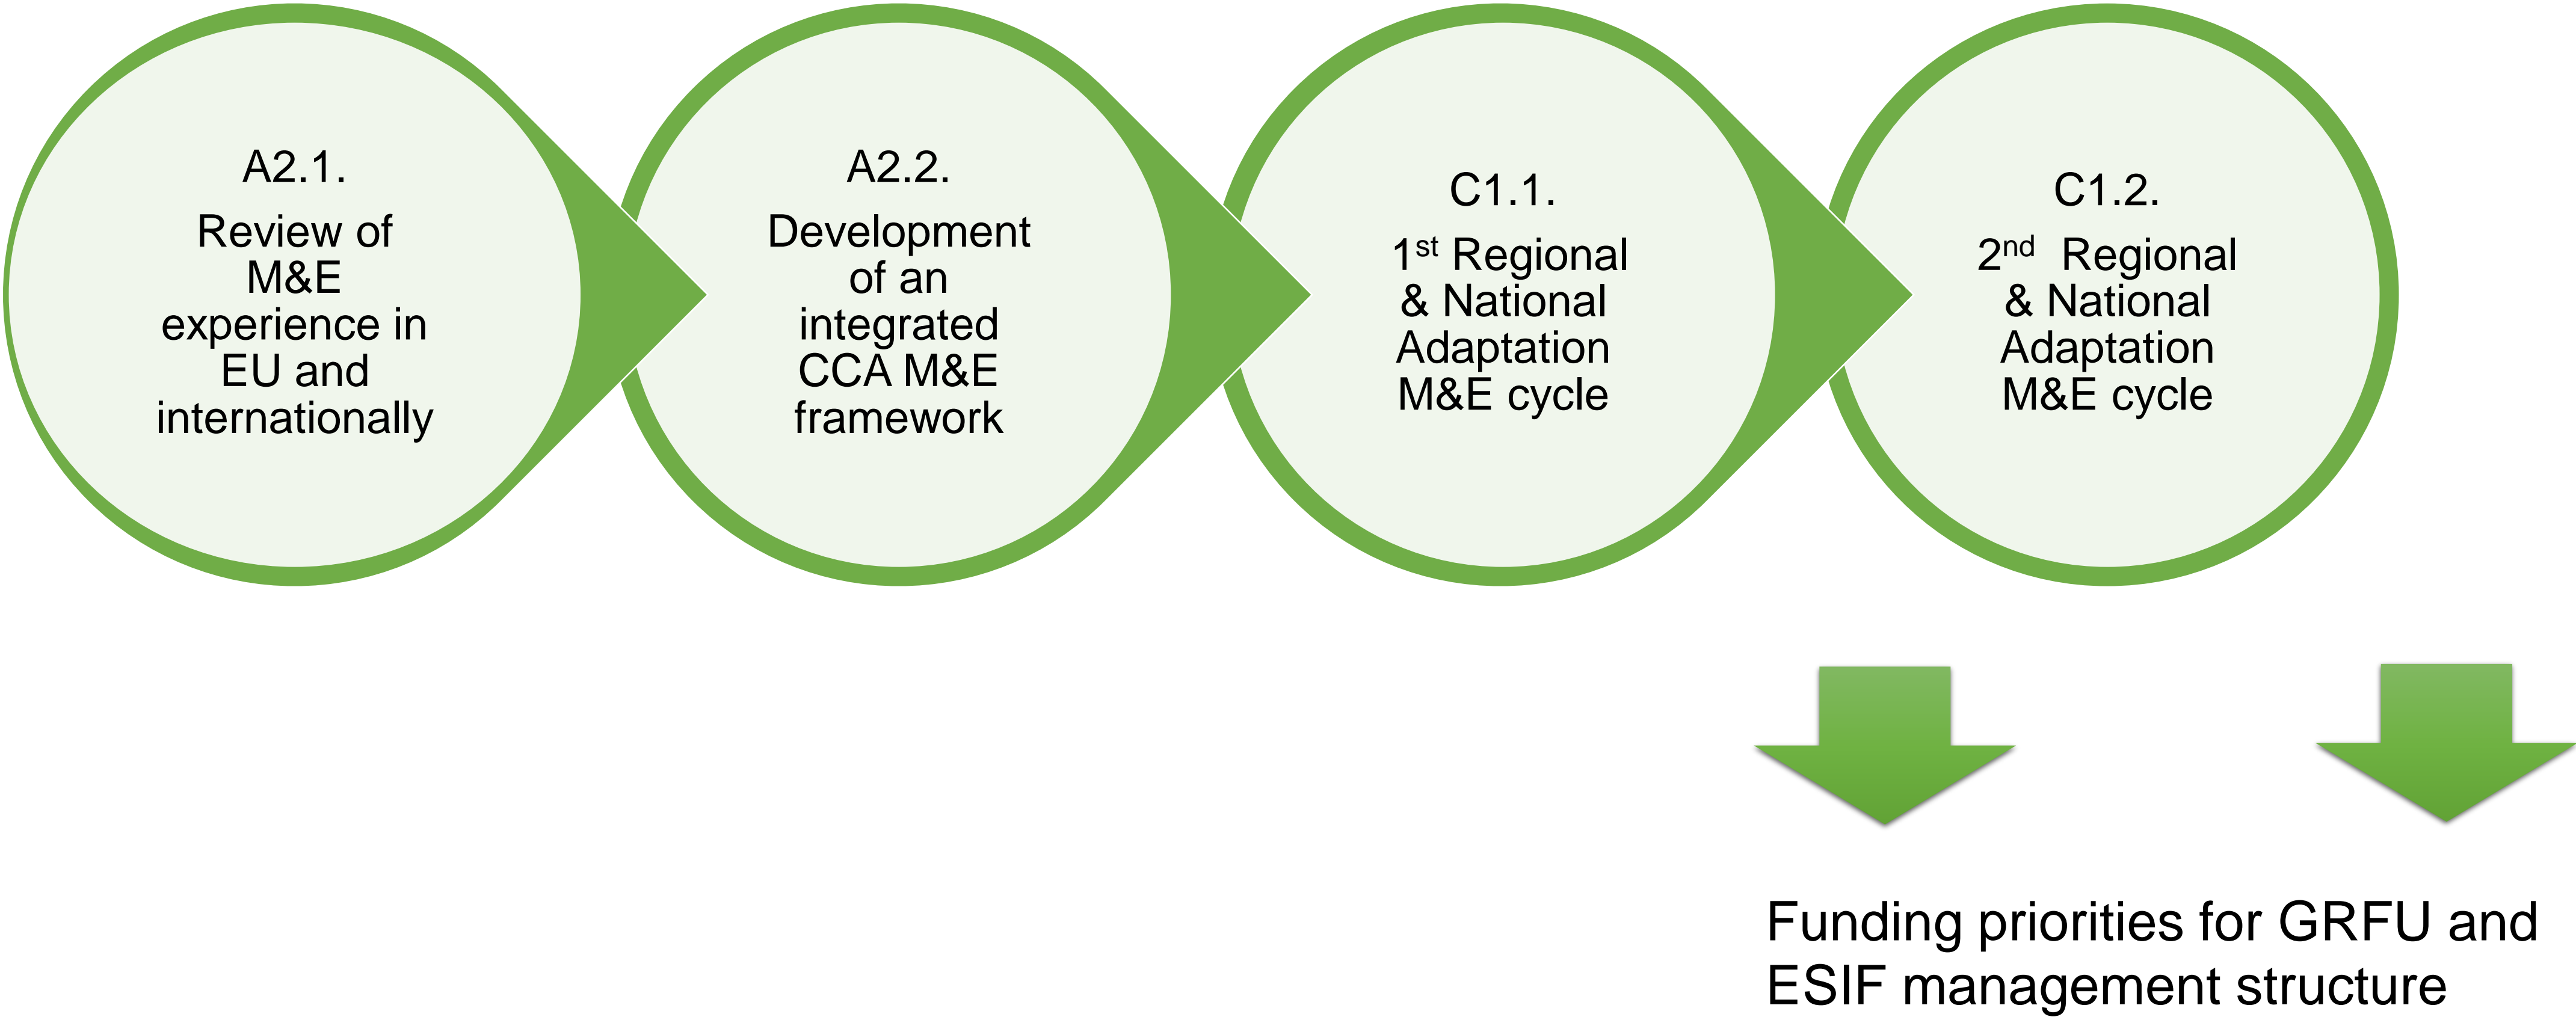 A2.1.
Review of
M&E
experience in
EU and
internationally
A2.2.
Development
of an
integrated
CCA M&E
framework
C1.1.
1st Regional
& National
Adaptation
M&E cycle
C1.2.
2nd Regional
& National
Adaptation
M&E cycle
Funding priorities for GRFU and
ESIF management structure